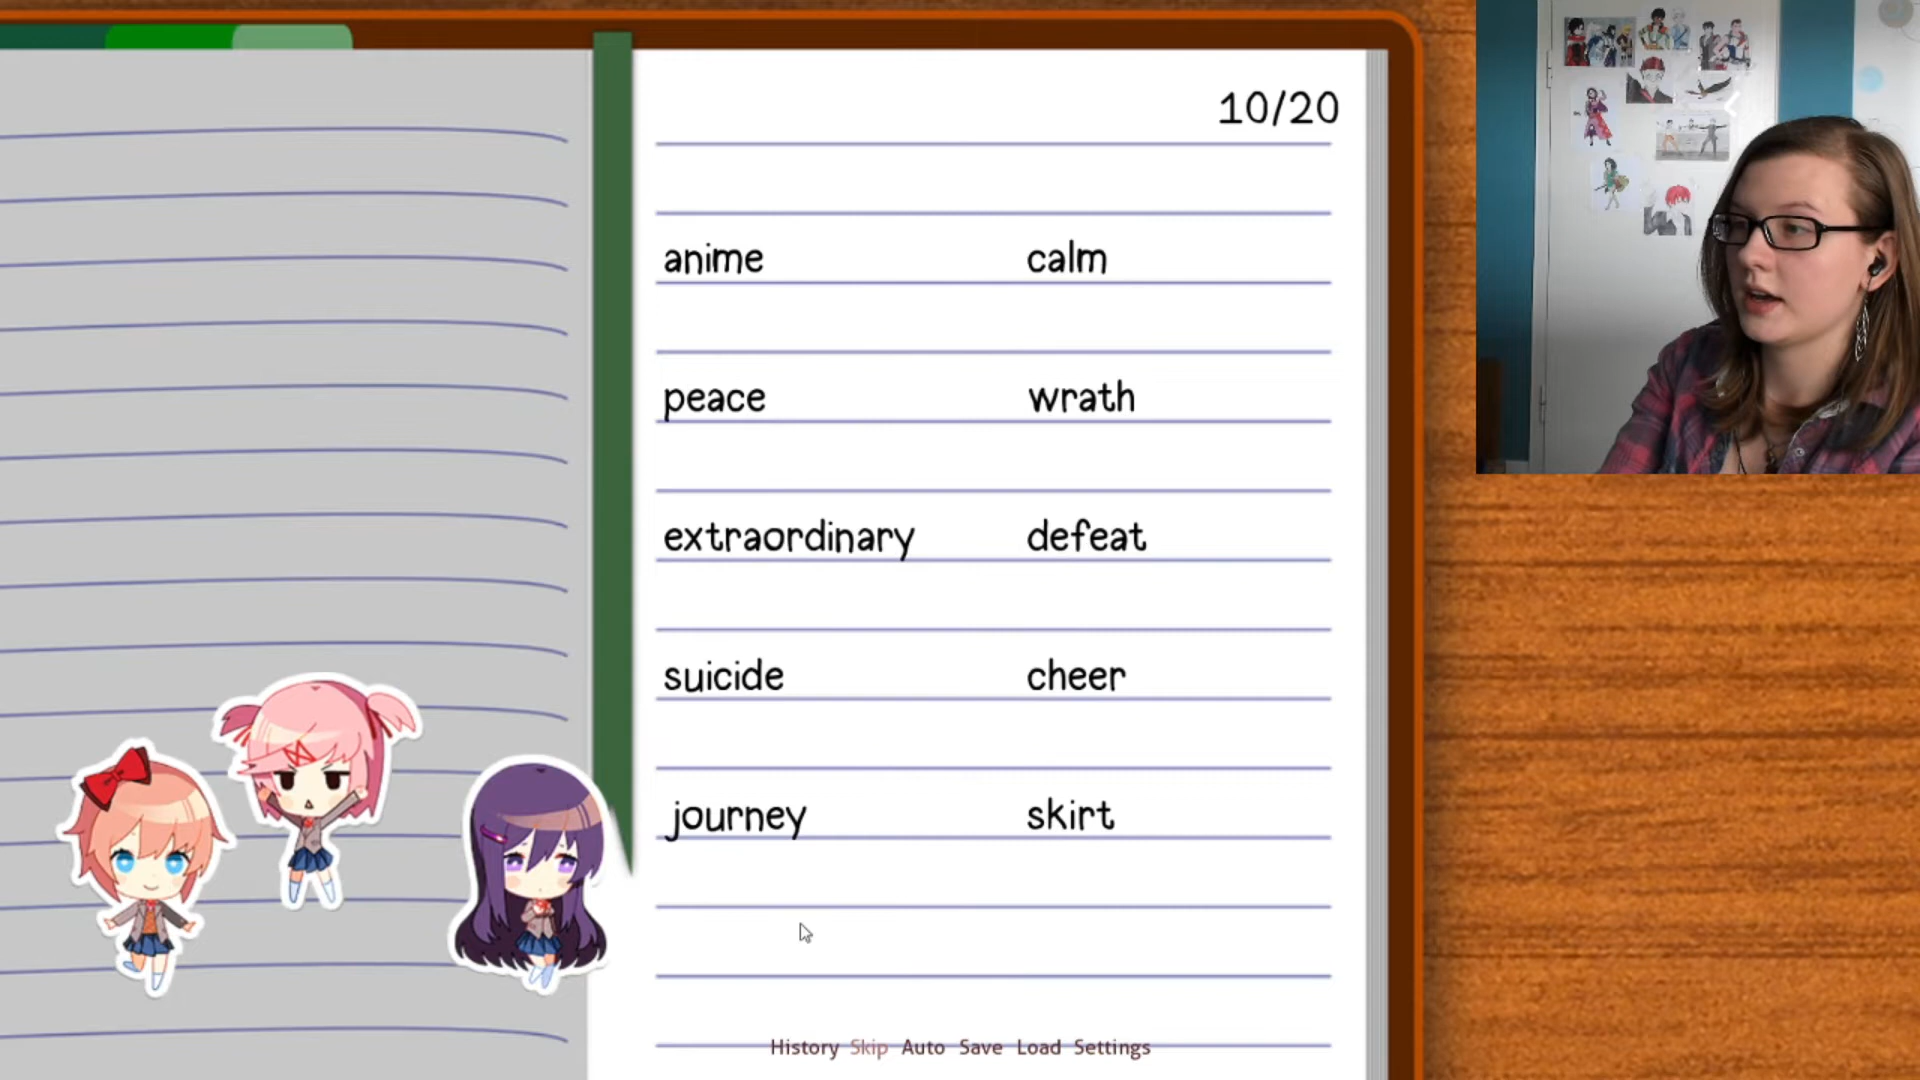 10/20
anime calm
peace wrath
extraordinary defeat
suicide cheer
journey skirt
History Skip Auto Save Load Settings